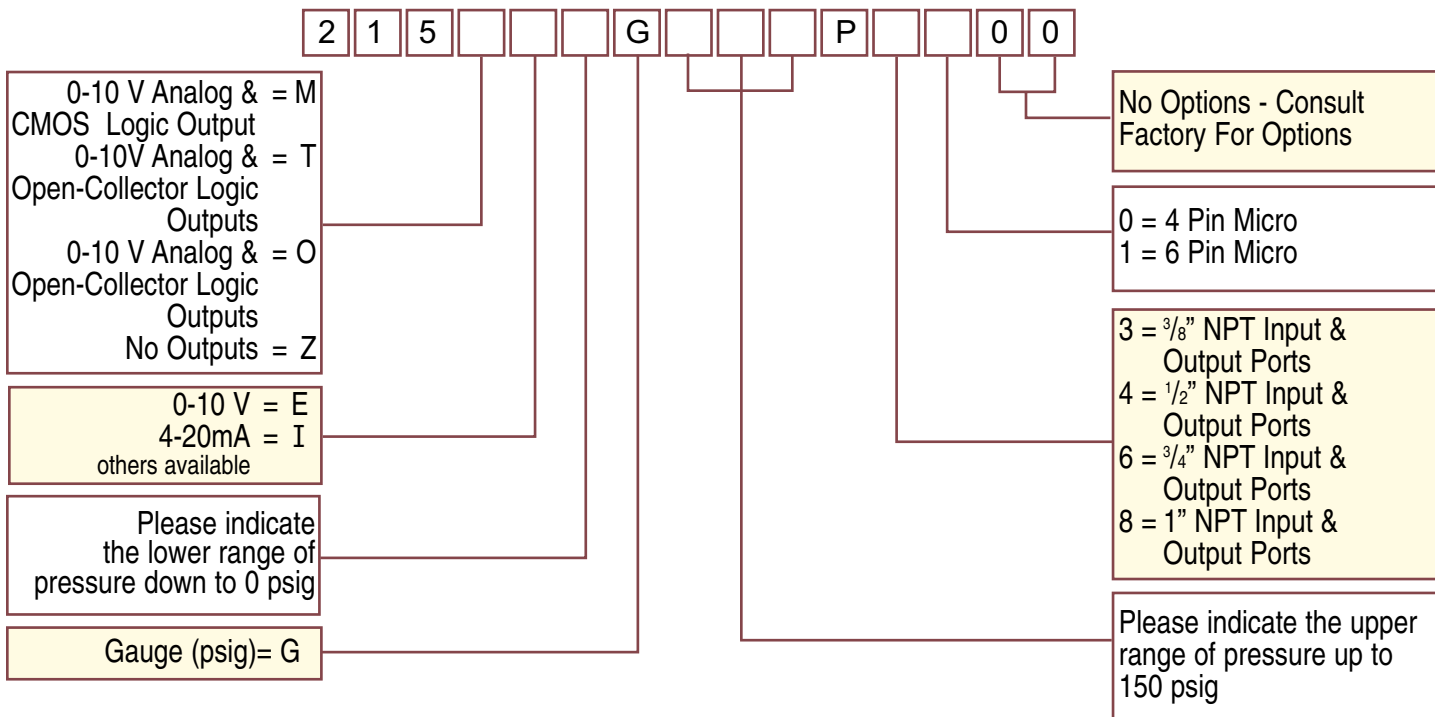 2 1 5 G P 0 0
0-10 V Analog & = M
CMOS Logic Output
0-10V Analog & = T
Open-Collector Logic
Outputs
0-10 V Analog & = O
Open-Collector Logic
Outputs
No Outputs = Z
0-10 V = E
4-20mA = I
others available
Please indicate
the lower range of
pressure down to 0 psig
Gauge (psig)= G
No Options - Consult
Factory For Options
0 = 4 Pin Micro
1 = 6 Pin Micro
3 = 3/8” NPT Input &
Output Ports
4 = 1/2” NPT Input &
Output Ports
6 = 3/4” NPT Input &
Output Ports
8 = 1” NPT Input &
Output Ports
Please indicate the upper
range of pressure up to
150 psig